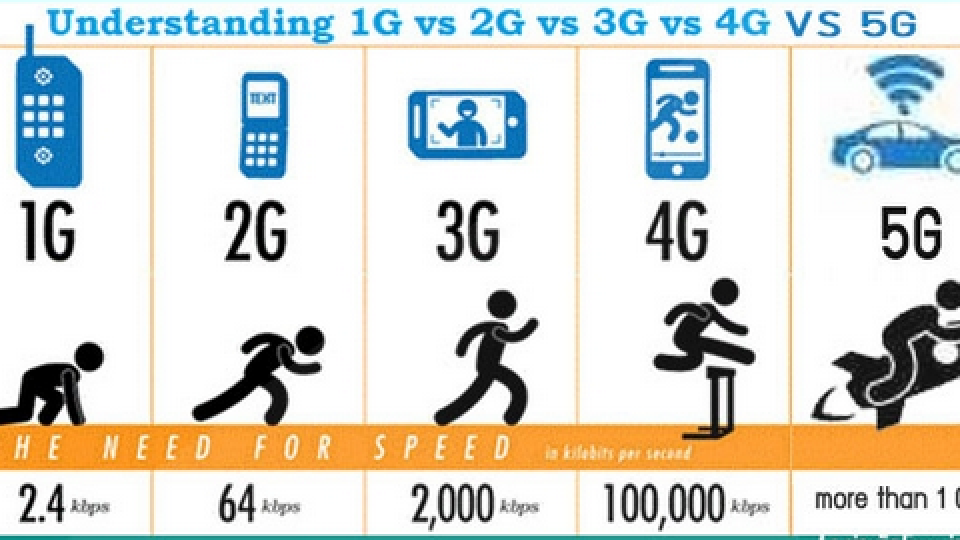 Understanding 1G vs 2G vs 3G vs 4G VS 5G
TEXT
1G 2G 3G 4G 5G
HE NEED FOR SPEED in kilobits per second
2.4 kbps 64 kbps 2,000 kbps 100,000 kbps more than 1